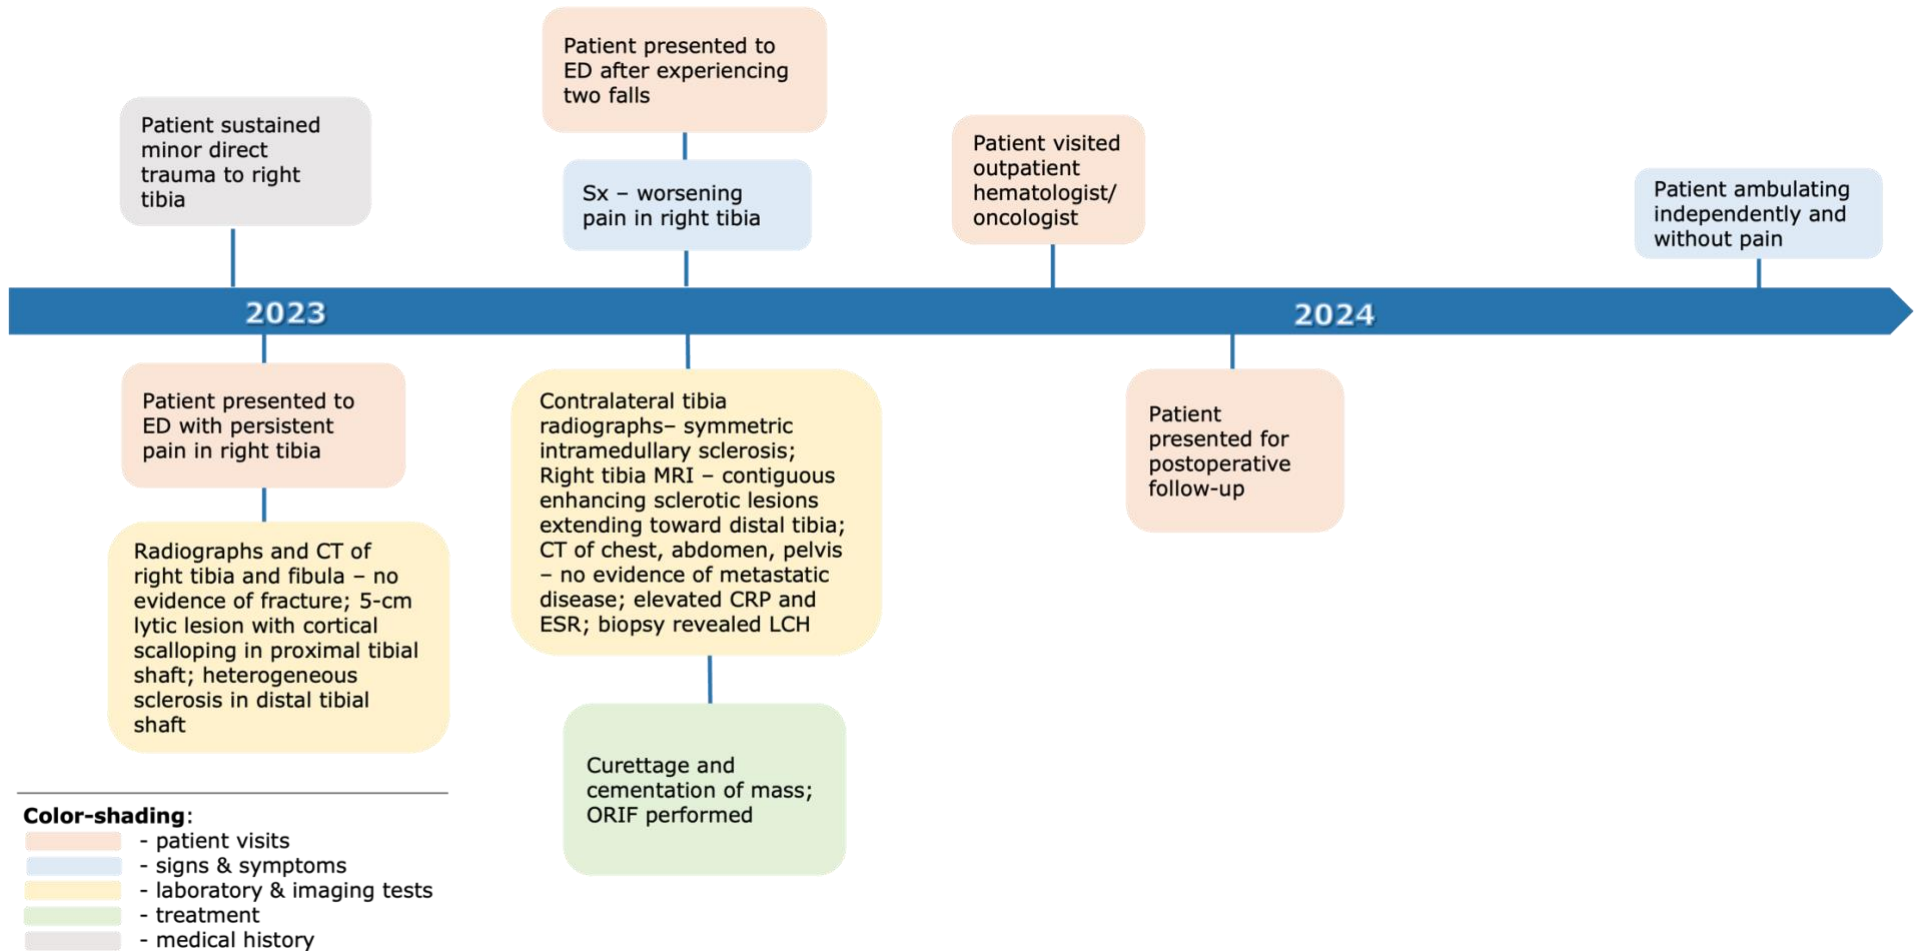 Patient sustained
minor direct
trauma to right
tibia
Patient presented to
ED after experiencing
two falls
Sx – worsening
pain in right tibia
Patient visited
outpatient
hematologist/
oncologist
Patient ambulating
independently and
without pain
2023
2024
Patient presented to
ED with persistent
pain in right tibia
Radiographs and CT of
right tibia and fibula – no
evidence of fracture; 5-cm
lytic lesion with cortical
scalloping in proximal tibial
shaft; heterogeneous
sclerosis in distal tibial
shaft
Contralateral tibia
radiographs– symmetric
intramedullary sclerosis;
Right tibia MRI – contiguous
enhancing sclerotic lesions
extending toward distal tibia;
CT of chest, abdomen, pelvis
– no evidence of metastatic
disease; elevated CRP and
ESR; biopsy revealed LCH
Curettage and
cementation of mass;
ORIF performed
Patient
presented for
postoperative
follow-up
Color-shading:
- patient visits
- signs & symptoms
- laboratory & imaging tests
- treatment
- medical history